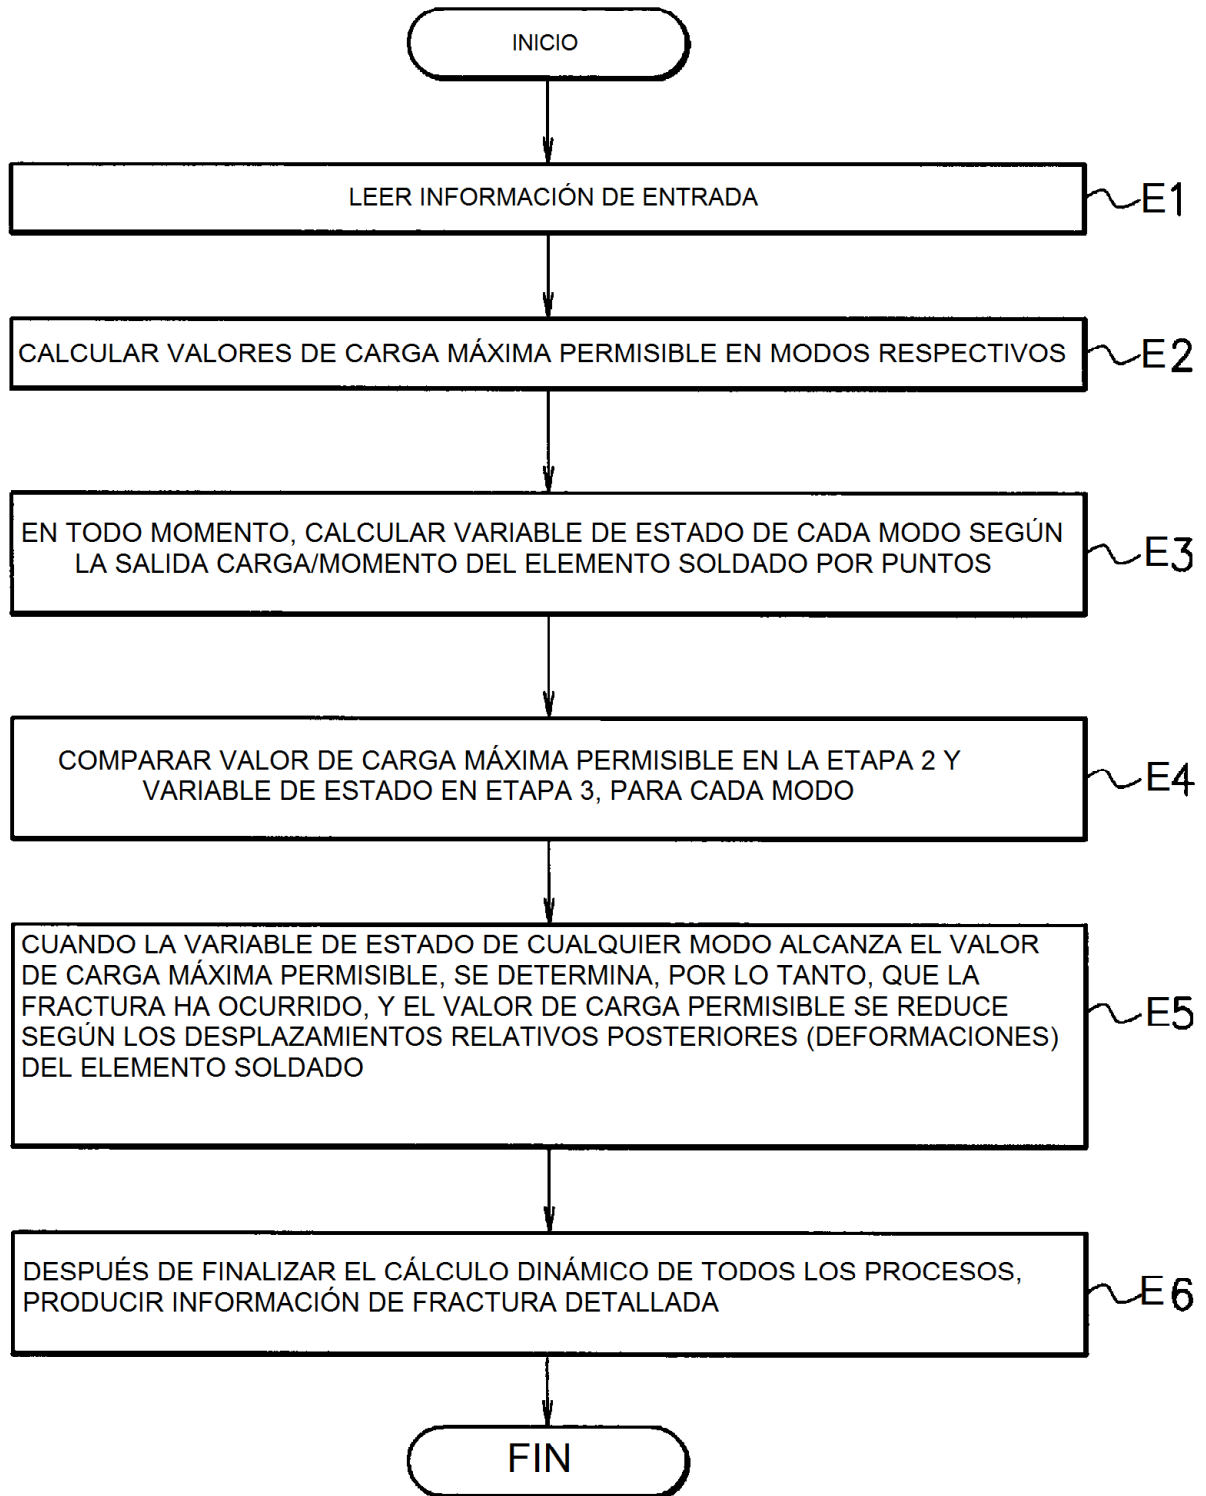 INICIO
LEER INFORMACIÓN DE ENTRADA
E1
CALCULAR VALORES DE CARGA MÁXIMA PERMISIBLE EN MODOS RESPECTIVOS
E2
EN TODO MOMENTO, CALCULAR VARIABLE DE ESTADO DE CADA MODO SEGÚN
LA SALIDA CARGA/MOMENTO DEL ELEMENTO SOLDADO POR PUNTOS
E3
COMPARAR VALOR DE CARGA MÁXIMA PERMISIBLE EN LA ETAPA 2 Y
VARIABLE DE ESTADO EN ETAPA 3, PARA CADA MODO
E4
CUANDO LA VARIABLE DE ESTADO DE CUALQUIER MODO ALCANZA EL VALOR
DE CARGA MÁXIMA PERMISIBLE, SE DETERMINA, POR LO TANTO, QUE LA
FRACTURA HA OCURRIDO, Y EL VALOR DE CARGA PERMISIBLE SE REDUCE
SEGÚN LOS DESPLAZAMIENTOS RELATIVOS POSTERIORES (DEFORMACIONES)
DEL ELEMENTO SOLDADO
E5
DESPUÉS DE FINALIZAR EL CÁLCULO DINÁMICO DE TODOS LOS PROCESOS,
PRODUCIR INFORMACIÓN DE FRACTURA DETALLADA
E6
FIN